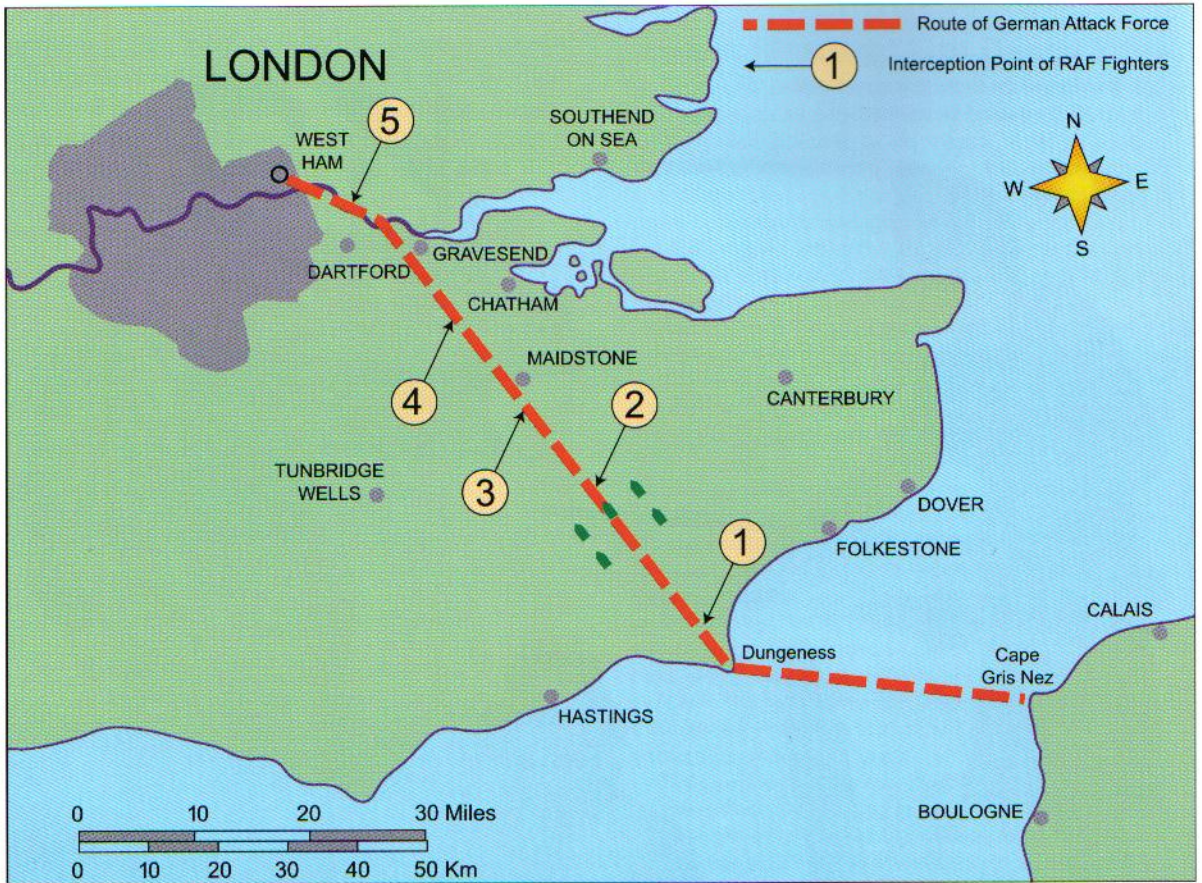 Route of German Attack Force
1
Interception Point of RAF Fighters
LONDON
N
W
E
S
WEST
HAM
5
SOUTHEND
ON SEA
DARTFORD
GRAVESEND
CHATHAM
MAIDSTONE
4
2
CANTERBURY
TUNBRIDGE
WELLS
3
DOVER
1
FOLKESTONE
CALAIS
Dungeness
Cape
Gris Nez
HASTINGS
BOULOGNE
0 10 20 30 Miles
0 10 20 30 40 50 Km